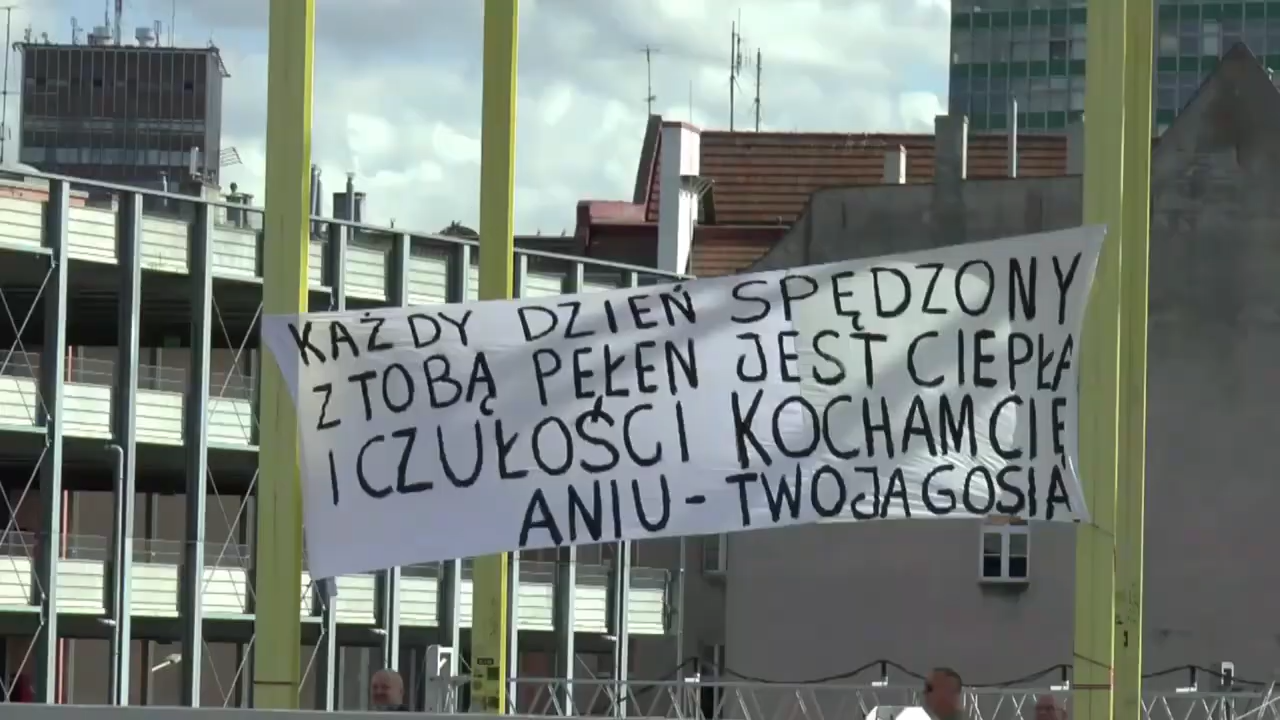 KAŻDY DZIEŃ SPĘDZONY
Z TOBĄ PEŁEN JEST CIEPŁA
I CZUŁOŚCI KOCHAM CIĘ
ANIU - TWOJA GOSIA